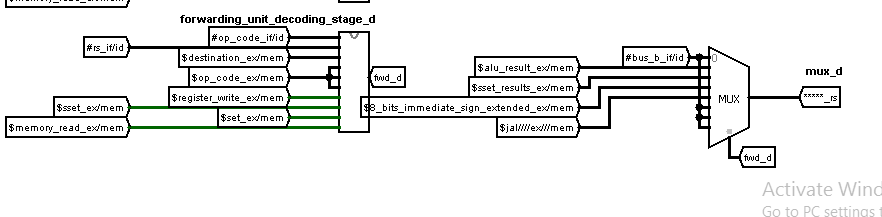 forwarding_unit_decoding_stage_d
#op_code_if/id
#rs_if/id
$destination_ex/mem
$op_code_ex/mem
fwd_d
$register_write_ex/mem
$sset_ex/mem
$set_ex/mem
$memory_read_ex/mem
#bus_b_if/id
0
$alu_result_ex/mem
$sset_results_ex/mem
$8_bits_immediate_sign_extended_ex/mem
$jal////ex///mem
MUX
mux_d
*****_rs
fwd_d
Activate Wind
Go to PC settings t